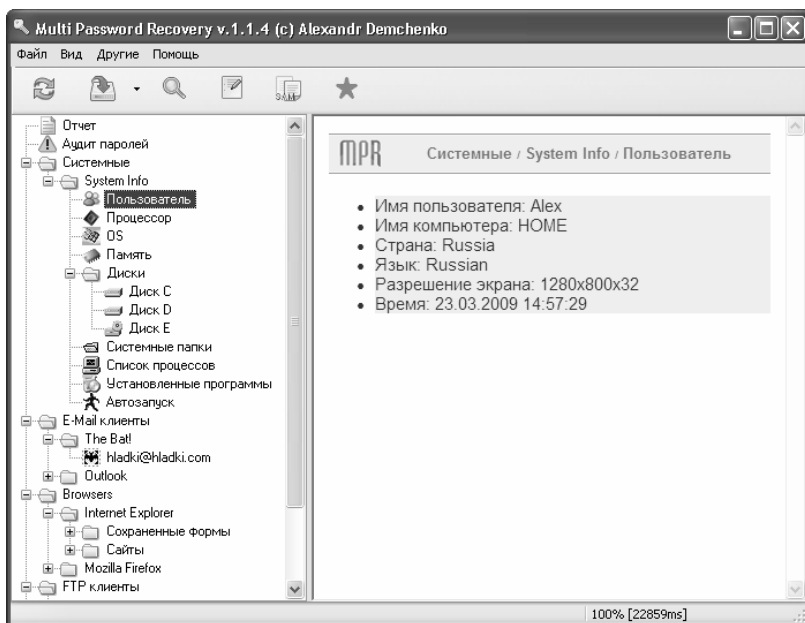 Multi Password Recovery v.1.1.4 (c) Alexandr Demchenko
Файл Вид Другие Помощь
SAM
Отчет
Аудит паролей
Системные
System Info
Пользователь
Процессор
OS
Память
Диски
Диск C
Диск D
Диск E
Системные папки
Список процессов
Установленные программы
Автозапуск
E-Mail клиенты
The Bat!
hladki@hladki.com
Outlook
Browsers
Internet Explorer
Сохраненные формы
Сайты
Mozilla Firefox
FTP клиенты
MPR Системные / System Info / Пользователь
Имя пользователя: Alex
Имя компьютера: HOME
Страна: Russia
Язык: Russian
Разрешение экрана: 1280x800x32
Время: 23.03.2009 14:57:29
100% [22859ms]